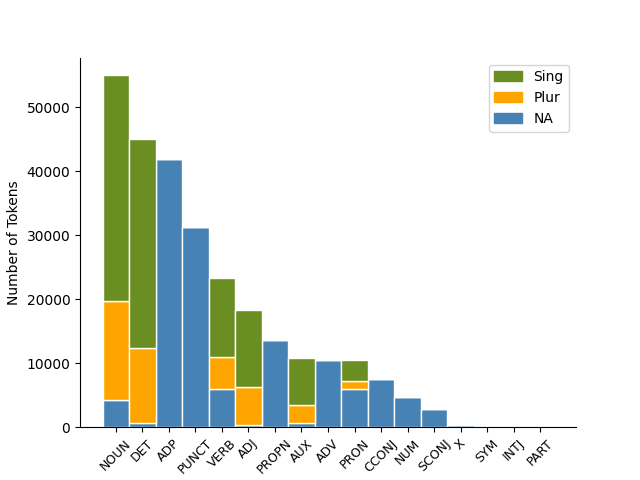 Sing
Plur
NA
Number of Tokens
50000
40000
30000
20000
10000
0
NOUN
DET
ADP
PUNCT
VERB
ADJ
PROPN
AUX
ADV
PRON
CCONJ
NUM
SCONJ
X
SYM
INTJ
PART